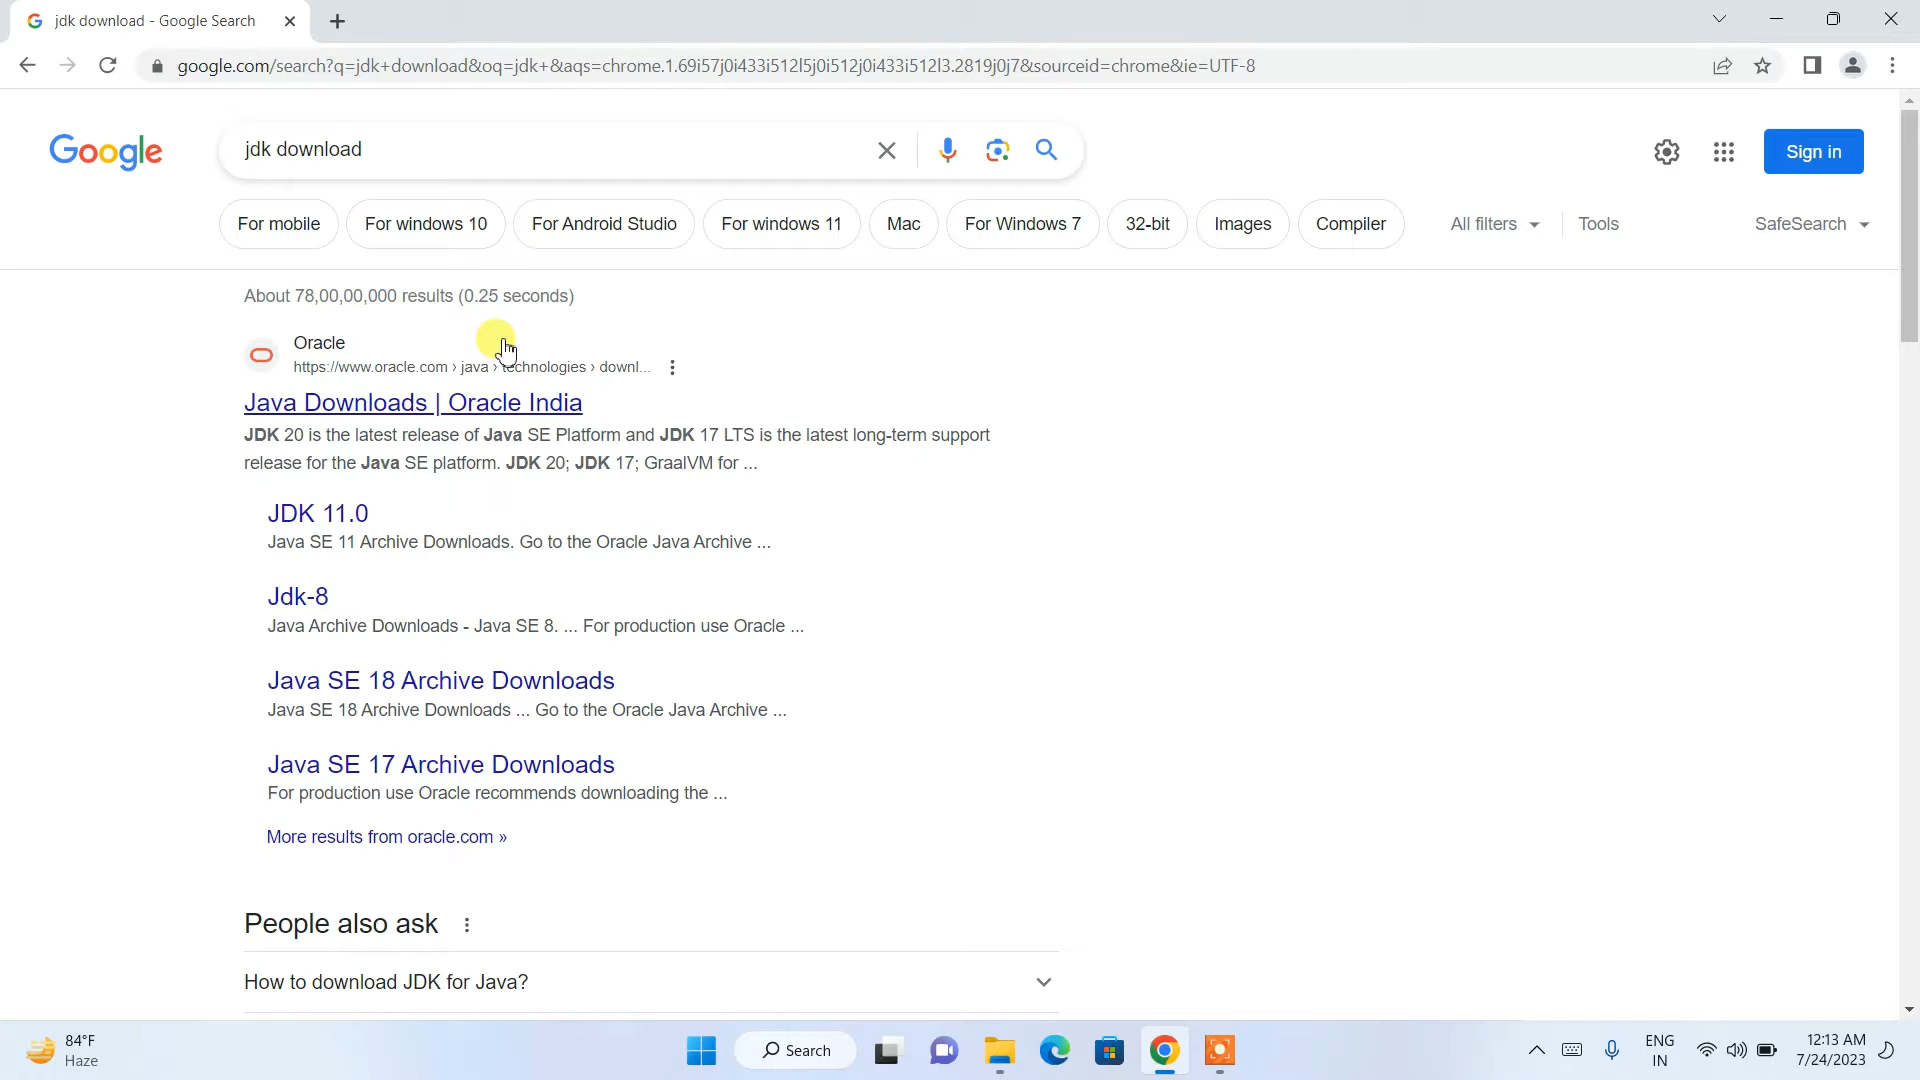 jdk download - Google Search
google.com/search?q=jdk+download&oq=jdk+&aqs=chrome.1.69i57j0i433i512l5j0i512j0i433i512l3.2819j0j7&sourceid=chrome&ie=UTF-8
Google
jdk download
Sign in
For mobile
For windows 10
For Android Studio
For windows 11
Mac
For Windows 7
32-bit
Images
Compiler
All filters
Tools
SafeSearch
About 78,00,00,000 results (0.25 seconds)
Oracle
https://www.oracle.com › java › technologies › downl...
Java Downloads | Oracle India
JDK 20 is the latest release of Java SE Platform and JDK 17 LTS is the latest long-term support
release for the Java SE platform. JDK 20; JDK 17; GraalVM for ...
JDK 11.0
Java SE 11 Archive Downloads. Go to the Oracle Java Archive ...
Jdk-8
Java Archive Downloads - Java SE 8. ... For production use Oracle ...
Java SE 18 Archive Downloads
Java SE 18 Archive Downloads ... Go to the Oracle Java Archive ...
Java SE 17 Archive Downloads
For production use Oracle recommends downloading the ...
More results from oracle.com »
People also ask
How to download JDK for Java?
84°F
Haze
Search
ENG
IN
12:13 AM
7/24/2023